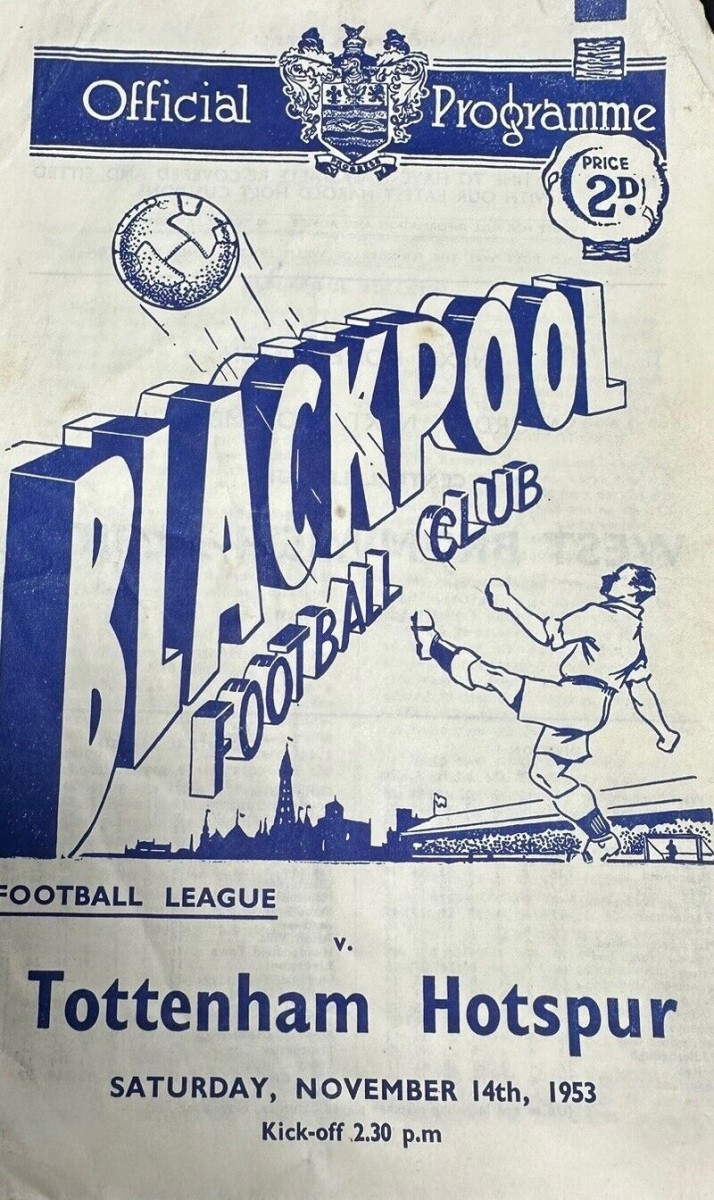 Official Programme
PROGRESS
PRICE
2D.
BLACKPOOL
FOOTBALL CLUB
FOOTBALL LEAGUE
v.
Tottenham Hotspur
SATURDAY, NOVEMBER 14th, 1953
Kick-off 2.30 p.m